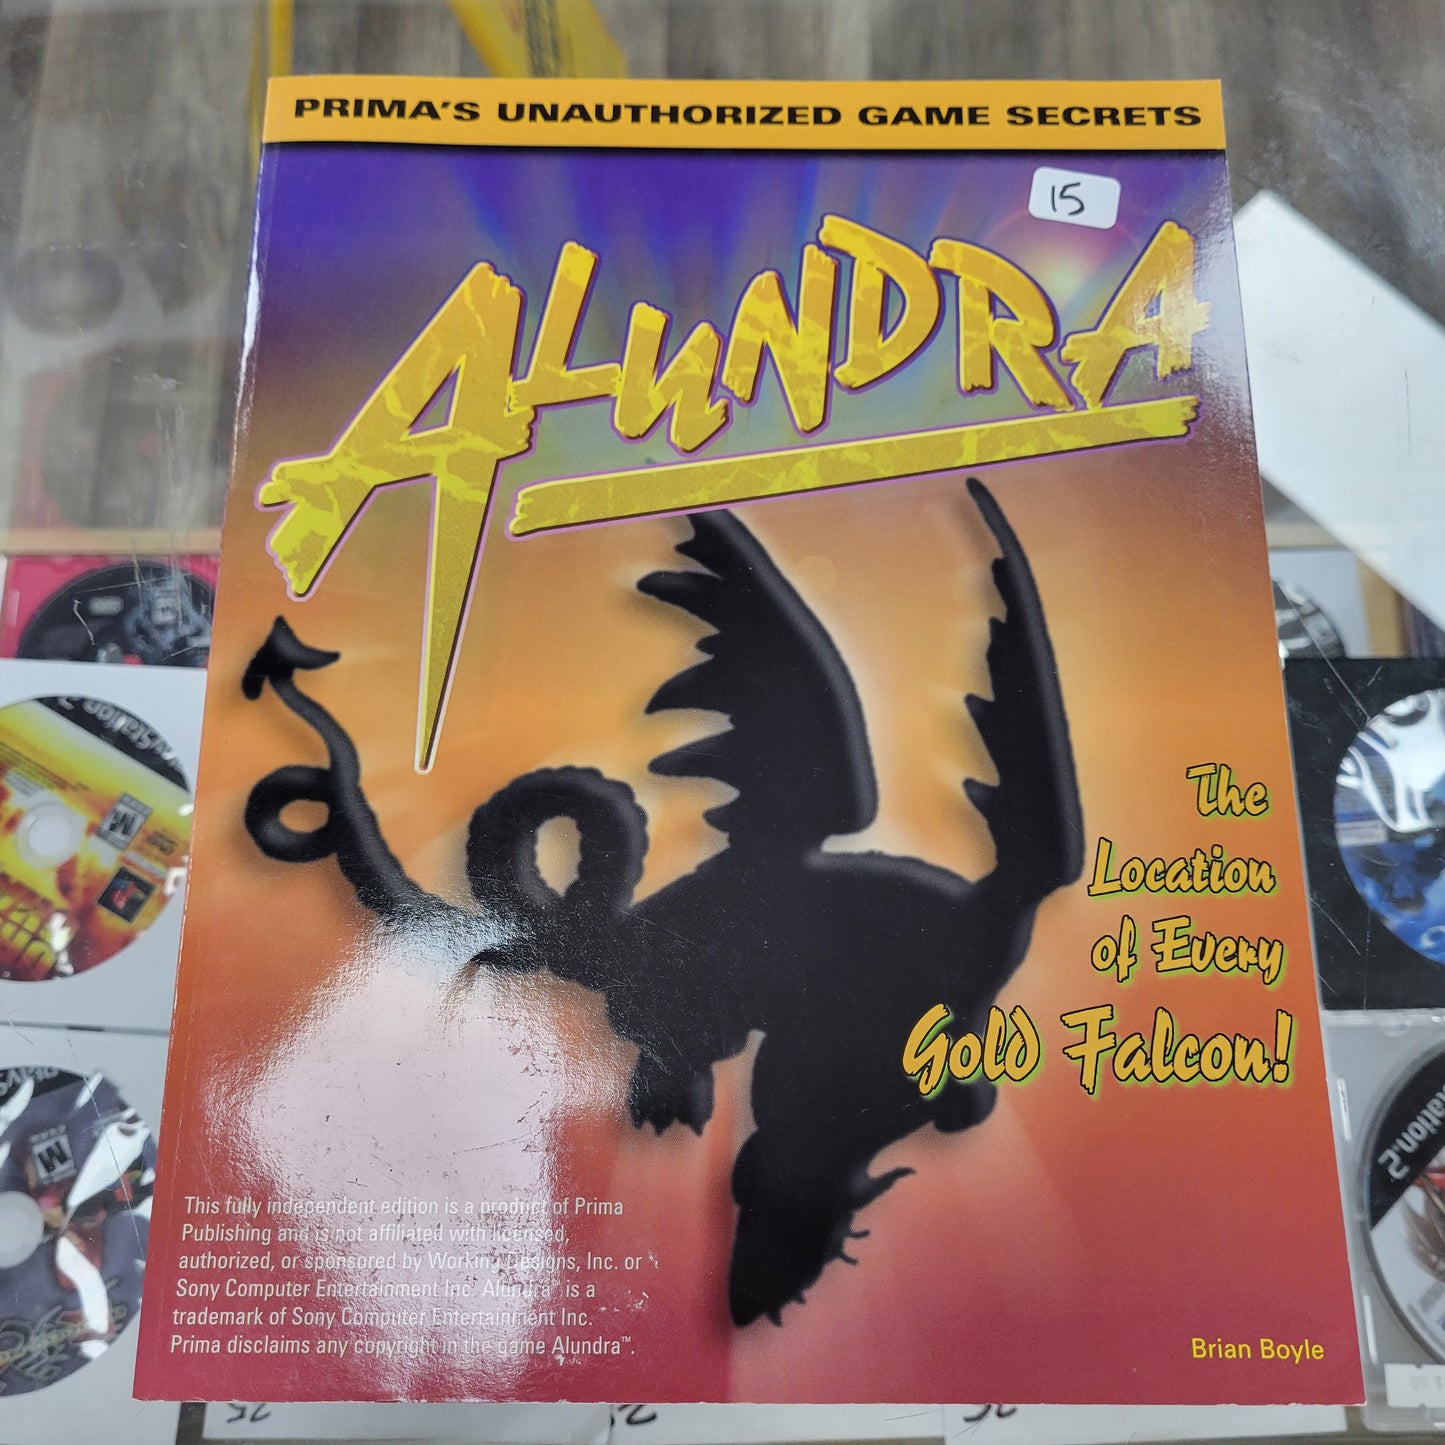 PRIMA'S UNAUTHORIZED GAME SECRETS
15
ALUNDRA
The
Location
of Every
Gold Falcon!
This fully independent edition is a product of Prima
Publishing and is not affiliated with licensed,
authorized, or sponsored by Working Designs, Inc. or
Sony Computer Entertainment Inc. Alundra™ is a
trademark of Sony Computer Entertainment Inc.
Prima disclaims any copyright in the game Alundra™.
Brian Boyle
PlayStation 2
M
M
25